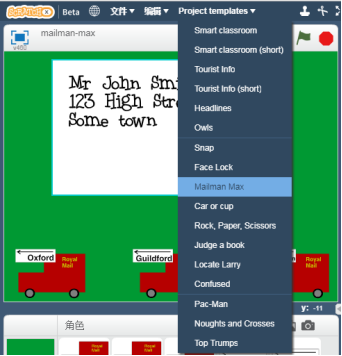 SCRATCHX Beta 文件 编辑 Project templates
mailman-max
v460
Smart classroom
Smart classroom (short)
Tourist Info
Tourist Info (short)
Headlines
Owls
Snap
Face Lock
Mailman Max
Car or cup
Rock, Paper, Scissors
Judge a book
Locate Larry
Confused
Pac-Man
Noughts and Crosses
Top Trumps
Mr John Smi
123 High Stre
Some town
Oxford Royal Mail
Guildford
Royal Mail
y: -11
角色
Royal Mail
Royal Mail